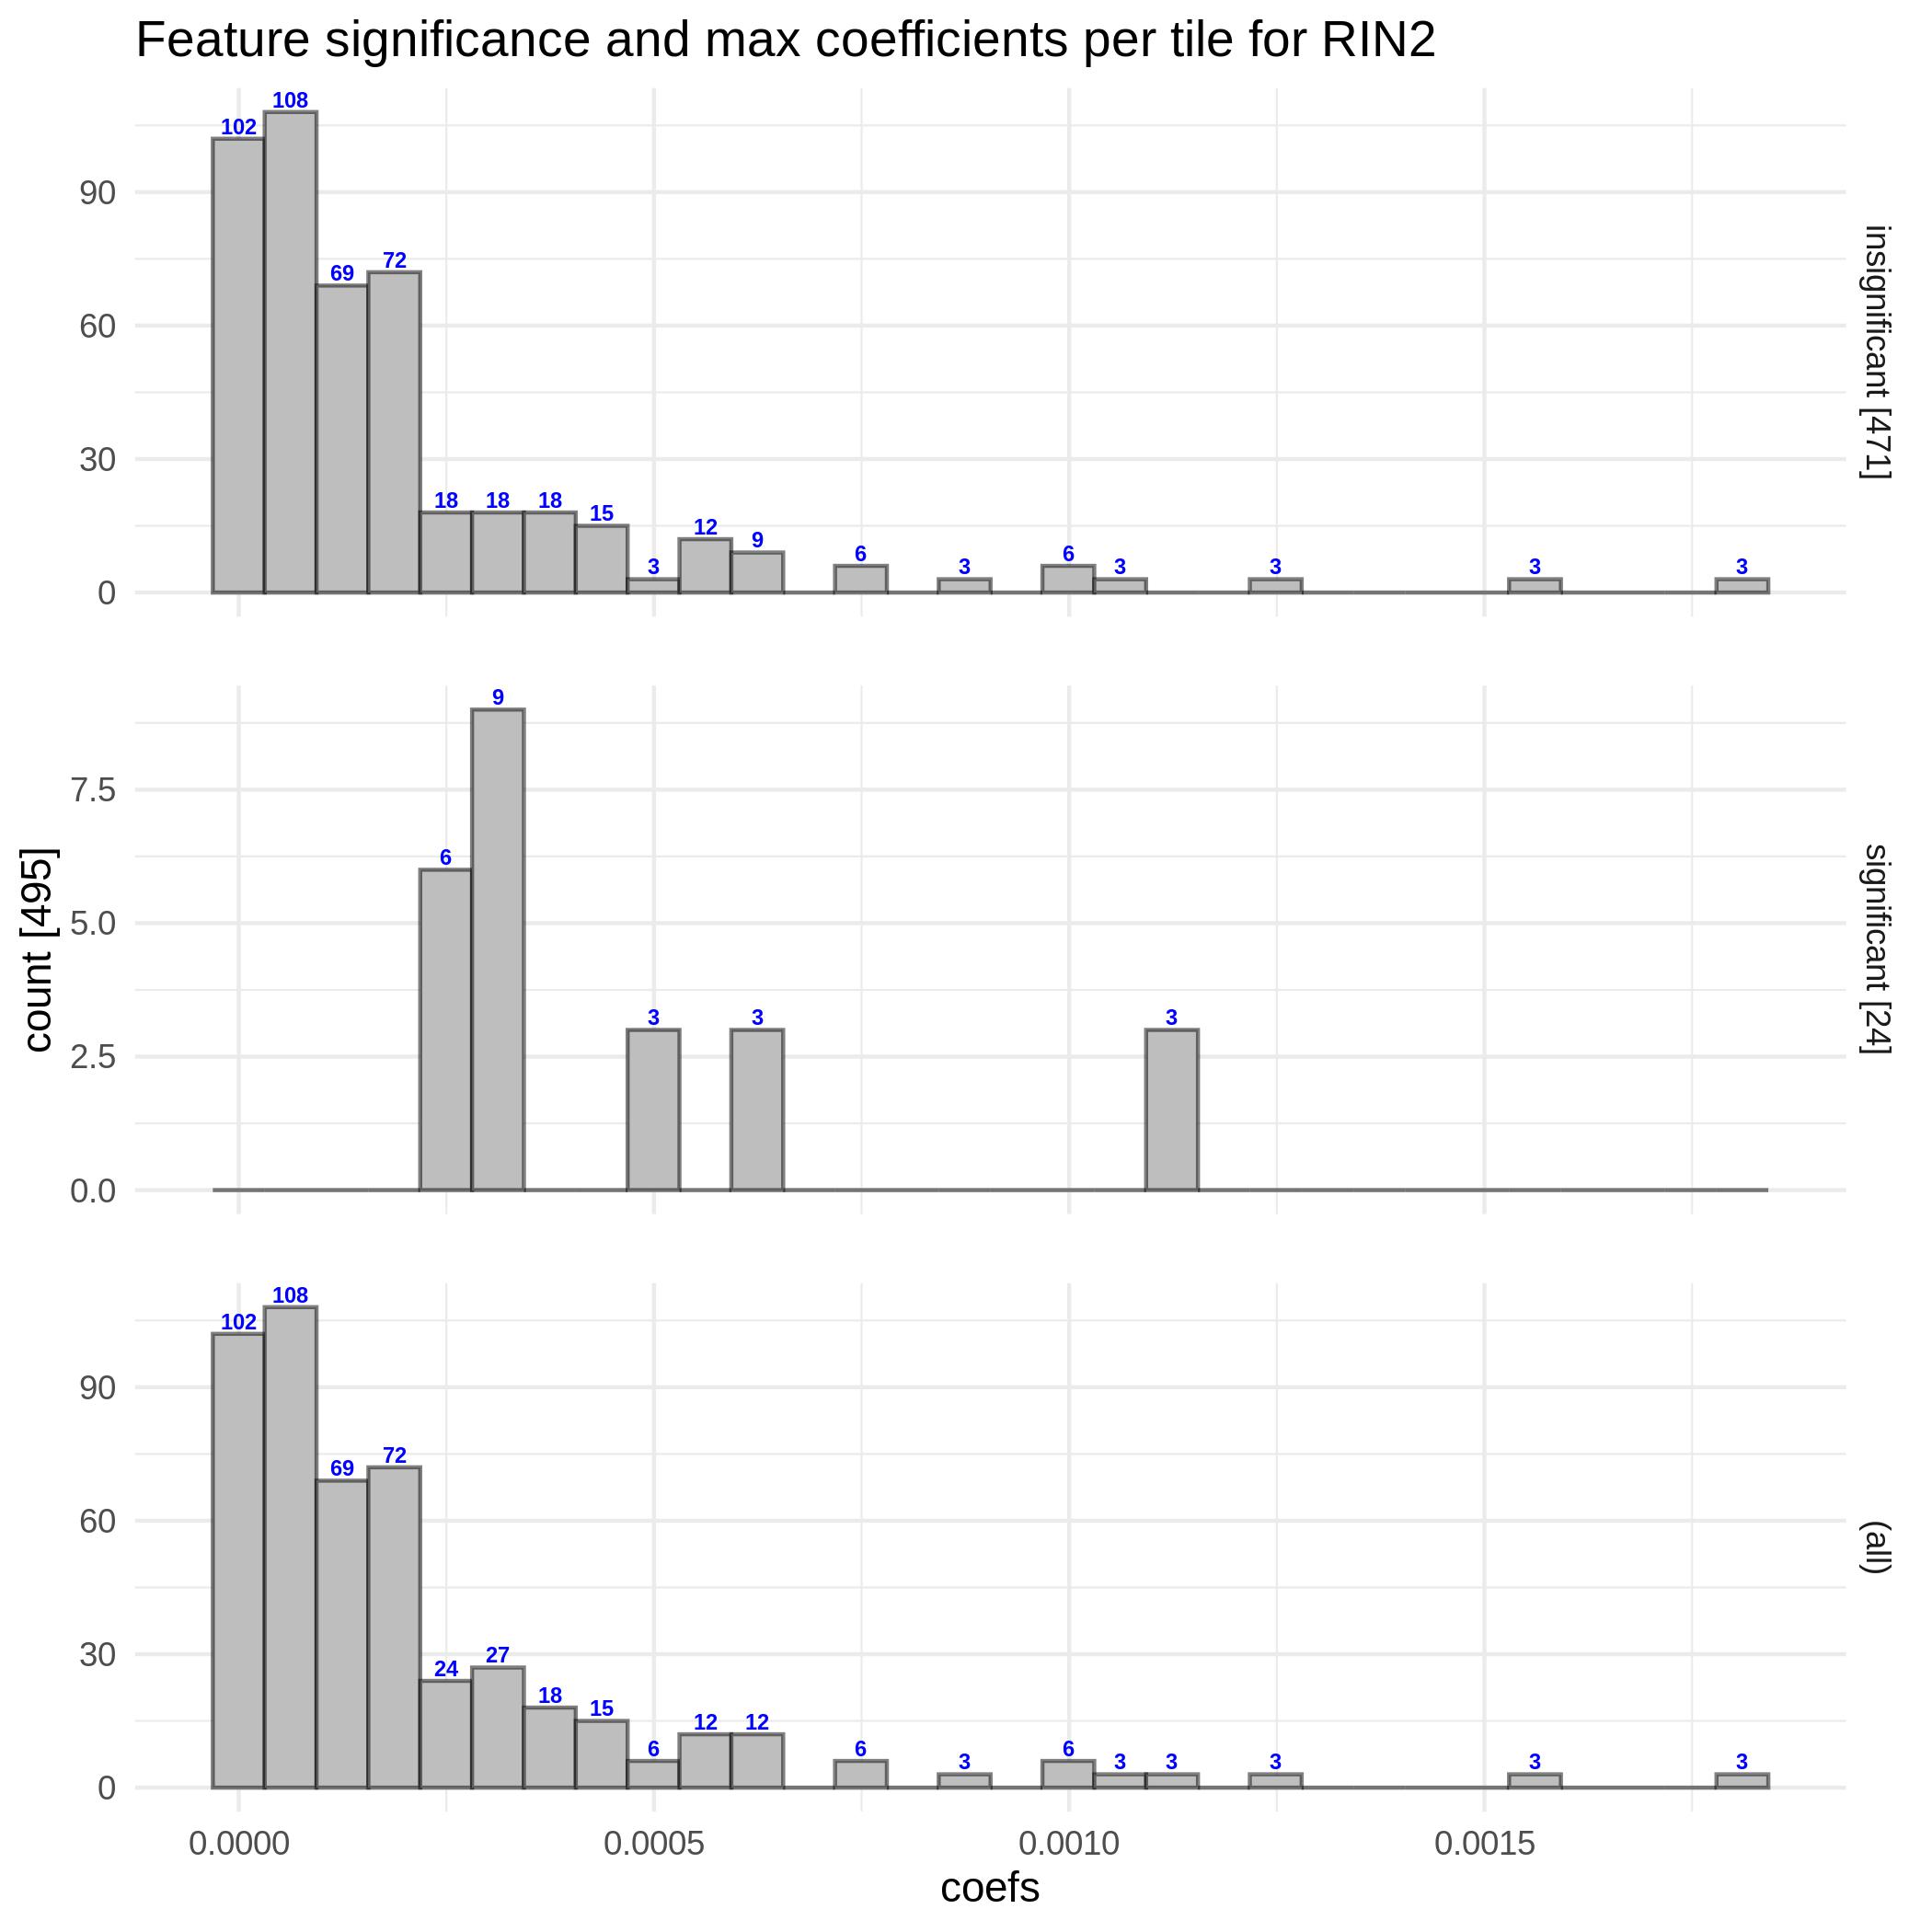 Feature significance and max coefficients per tile for RIN2
102 108 69 72 18 18 18 15 3 12 9 6 3 6 3 3 3 3
90
60
30
0
insignificant [471]
6 9 3 3 3
7.5
5.0
2.5
0.0
significant [24]
count [495]
102 108 69 72 24 27 18 15 6 12 12 6 3 6 3 3 3 3 3
90
60
30
0
(all)
0.0000 0.0005 0.0010 0.0015
coefs